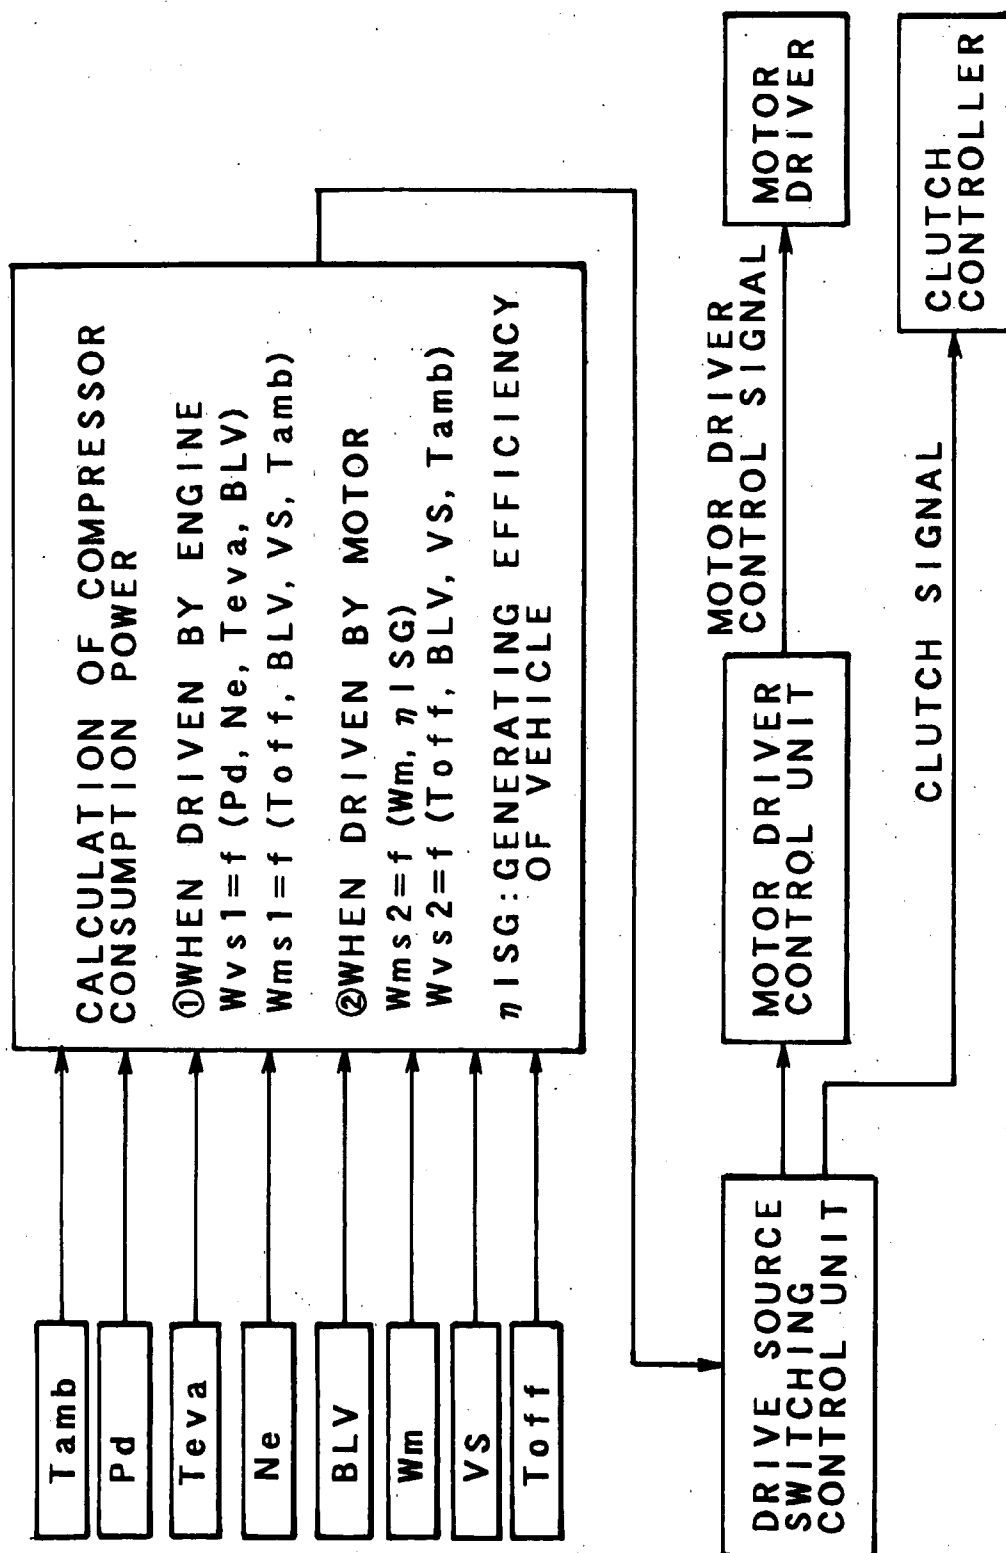 Tamb
Pd
Teva
Ne
BLV
Wm
VS
Toff
CALCULATION OF COMPRESSOR
CONSUMPTION POWER
①WHEN DRIVEN BY ENGINE
Wvs1=f (Pd, Ne, Teva, BLV)
Wms1=f (Toff, BLV, VS, Tamb)
②WHEN DRIVEN BY MOTOR
Wms2=f (Wm, ηISG)
Wvs2=f (Toff, BLV, VS, Tamb)
ηISG:GENERATING EFFICIENCY
OF VEHICLE
DRIVE SOURCE
SWITCHING
CONTROL UNIT
MOTOR DRIVER
CONTROL UNIT
MOTOR DRIVER
CONTROL SIGNAL
MOTOR
DRIVER
CLUTCH SIGNAL
CLUTCH
CONTROLLER